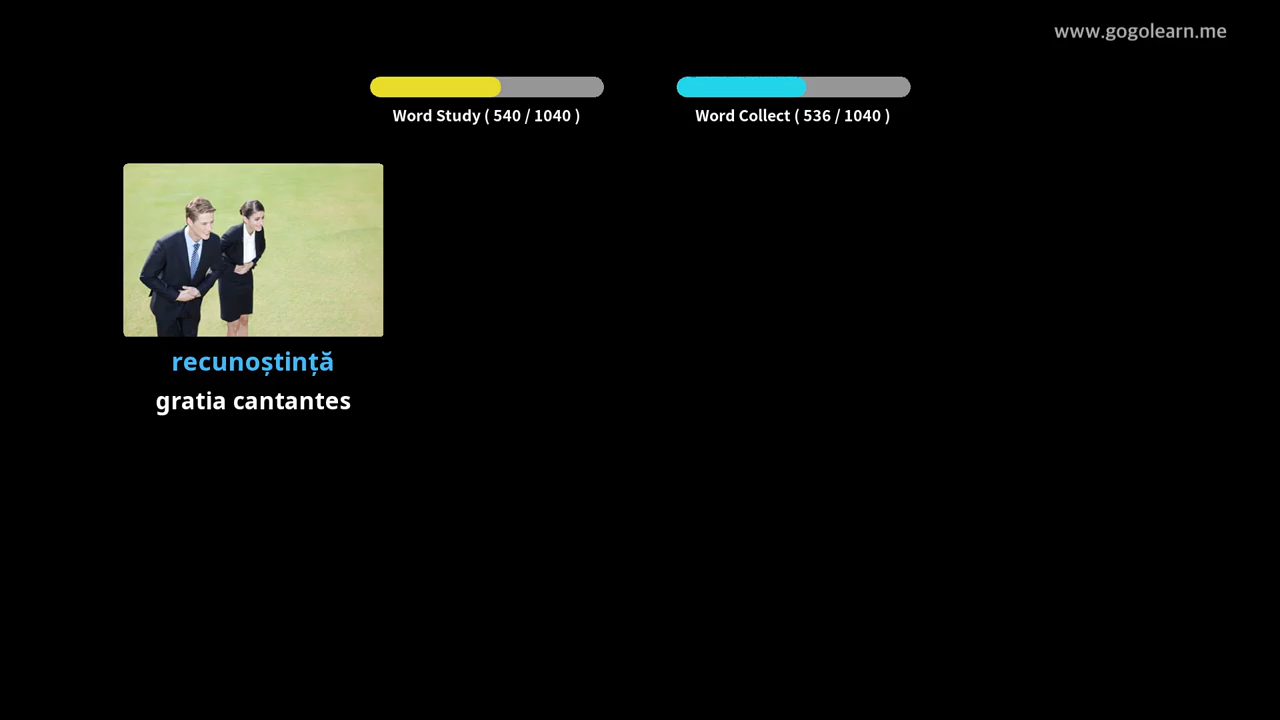 www.gogolearn.me
Word Study ( 540 / 1040 )
Word Collect ( 536 / 1040 )
recunoștință
gratia cantantes